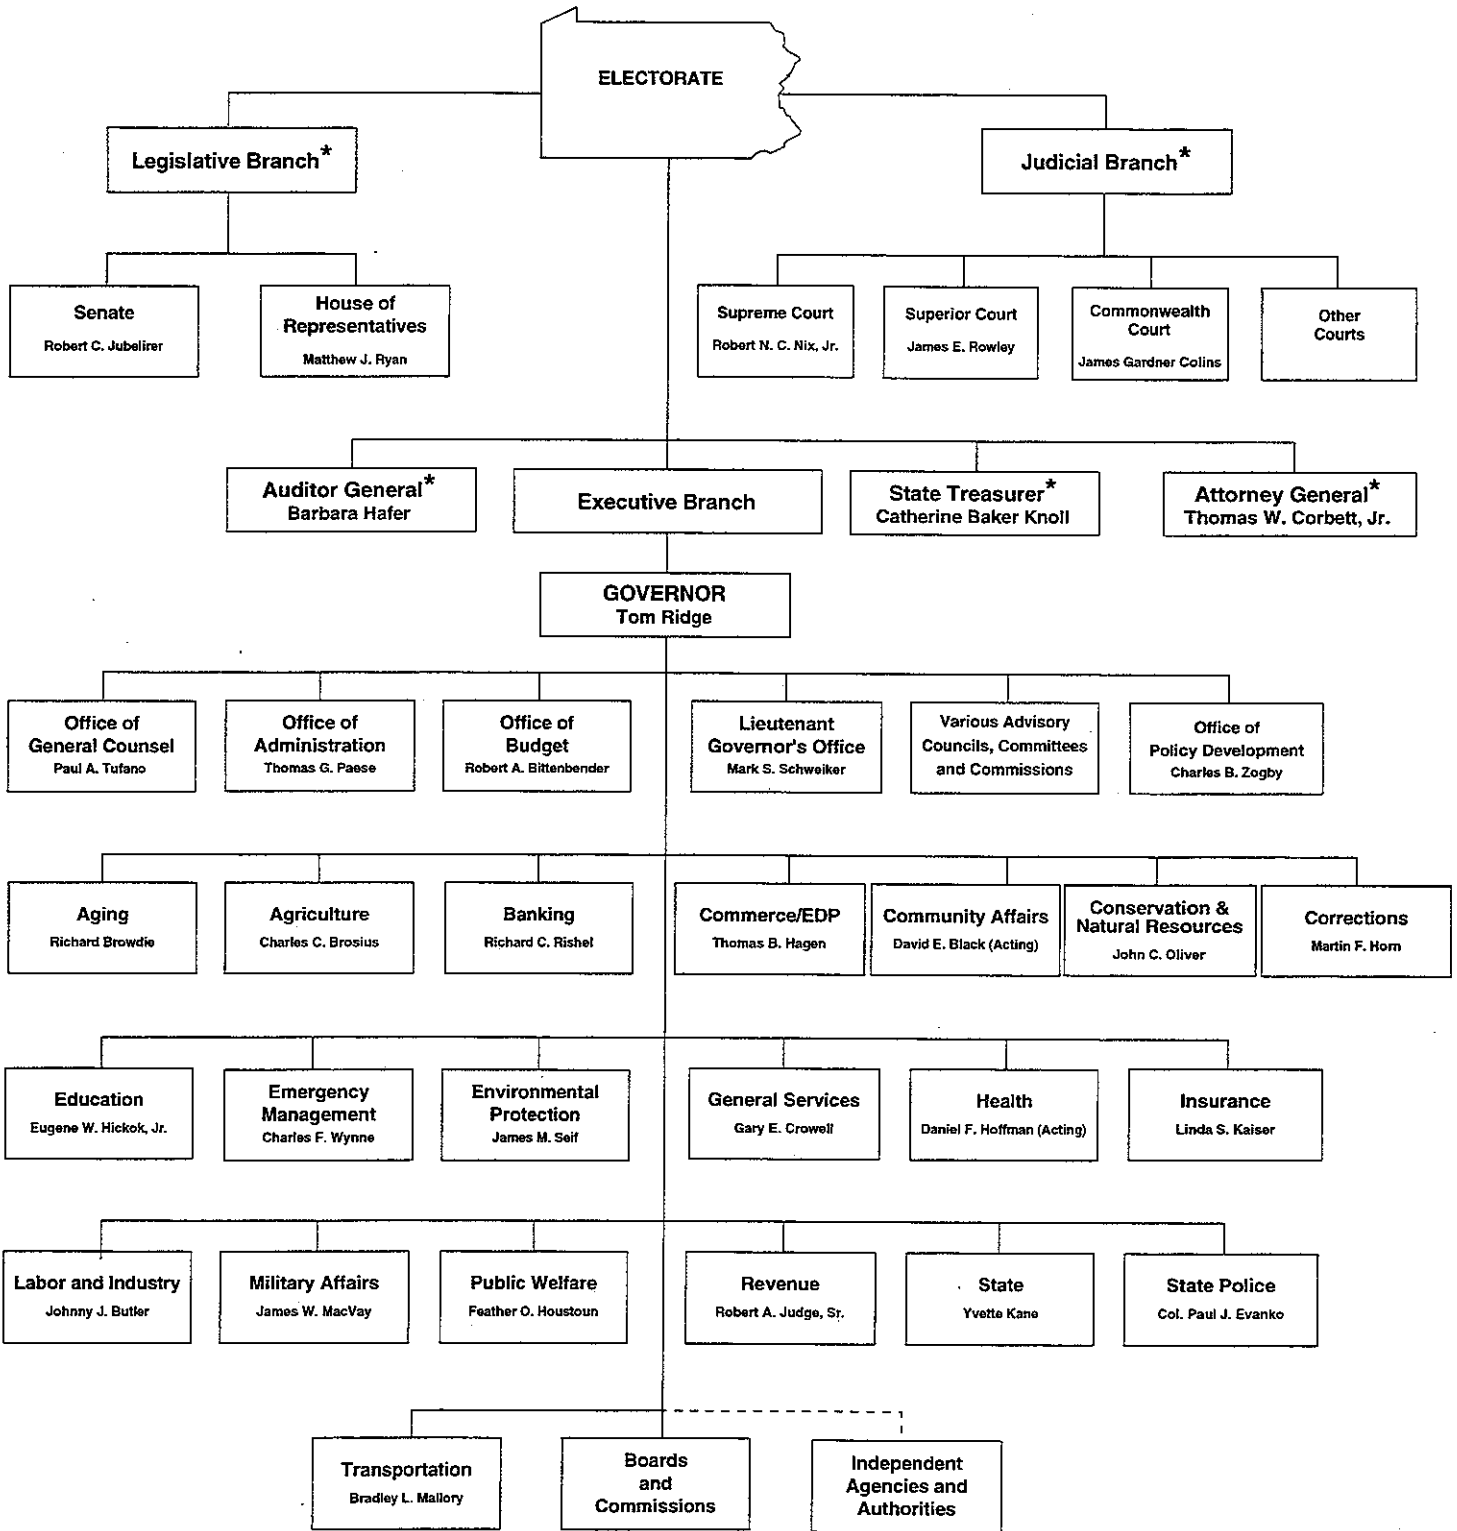 ELECTORATE
Legislative Branch*
Judicial Branch*
Senate
Robert C. Jubelirer
House of
Representatives
Matthew J. Ryan
Supreme Court
Robert N. C. Nix, Jr.
Superior Court
James E. Rowley
Commonwealth
Court
James Gardner Colins
Other
Courts
Auditor General*
Barbara Hafer
Executive Branch
State Treasurer*
Catherine Baker Knoll
Attorney General*
Thomas W. Corbett, Jr.
GOVERNOR
Tom Ridge
Office of
General Counsel
Paul A. Tufano
Office of
Administration
Thomas G. Paese
Office of
Budget
Robert A. Bittenbender
Lieutenant
Governor's Office
Mark S. Schweiker
Various Advisory
Councils, Committees
and Commissions
Office of
Policy Development
Charles B. Zogby
Aging
Richard Browdie
Agriculture
Charles C. Brosius
Banking
Richard C. Rishel
Commerce/EDP
Thomas B. Hagen
Community Affairs
David E. Black (Acting)
Conservation &
Natural Resources
John C. Oliver
Corrections
Martin F. Horn
Education
Eugene W. Hickok, Jr.
Emergency
Management
Charles F. Wynne
Environmental
Protection
James M. Seif
General Services
Gary E. Crowell
Health
Daniel F. Hoffman (Acting)
Insurance
Linda S. Kaiser
Labor and Industry
Johnny J. Butler
Military Affairs
James W. MacVay
Public Welfare
Feather O. Houstoun
Revenue
Robert A. Judge, Sr.
State
Yvette Kane
State Police
Col. Paul J. Evanko
Transportation
Bradley L. Mallory
Boards
and
Commissions
Independent
Agencies and
Authorities